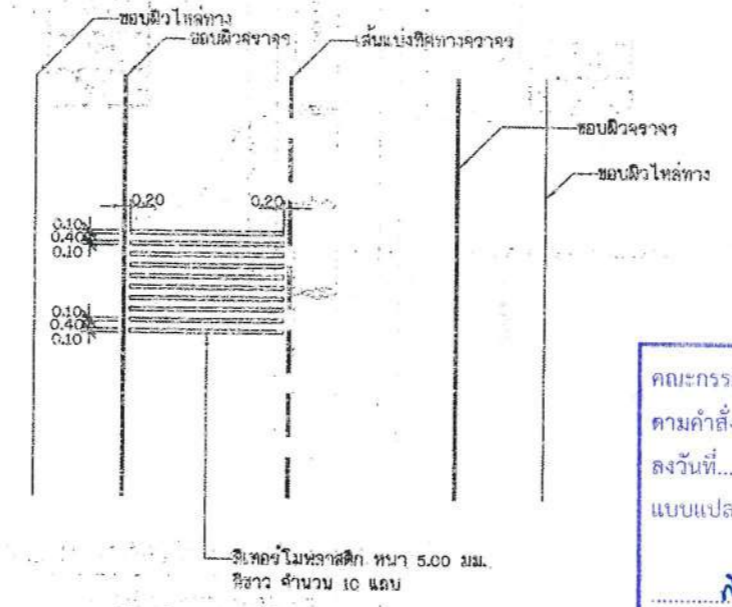 ขอบผิวไหล่ทาง
ขอบผิวจราจร
เส้นแบ่งทิศทางจราจร
ขอบผิวจราจร
ขอบผิวไหล่ทาง
0.20
0.20
0.10
0.40
0.10
0.10
0.40
0.10
คณะกรร
ตามคำสั่
ลงวันที่...
แบบแปล
สีเทอร์โมพลาสติก หนา 5.00 มม.
สีขาว จำนวน 10 แถบ